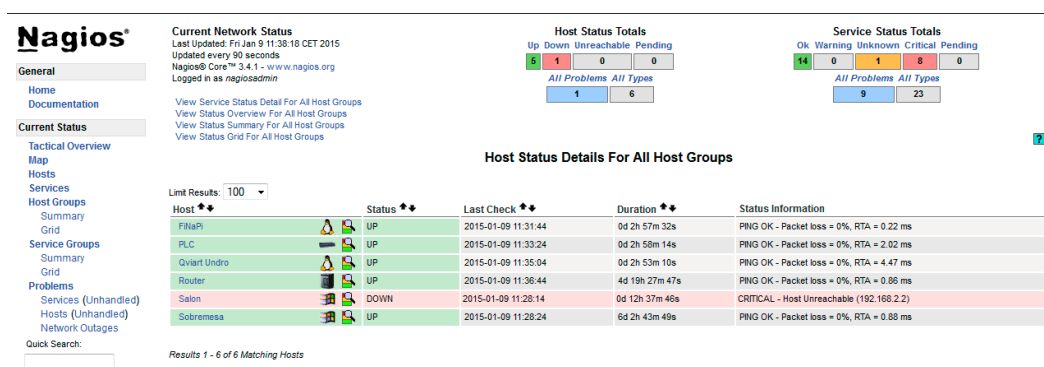 Nagios®
General
Home
Documentation
Current Status
Tactical Overview
Map
Hosts
Services
Host Groups
Summary
Grid
Service Groups
Summary
Grid
Problems
Services (Unhandled)
Hosts (Unhandled)
Network Outages
Quick Search:
Current Network Status
Last Updated: Fri Jan 9 11:38:18 CET 2015
Updated every 90 seconds
Nagios® Core™ 3.4.1 - www.nagios.org
Logged in as nagiosadmin
View Service Status Detail For All Host Groups
View Status Overview For All Host Groups
View Status Summary For All Host Groups
View Status Grid For All Host Groups
Host Status Totals
Up Down Unreachable Pending
5 1 0 0
All Problems All Types
1 6
Service Status Totals
Ok Warning Unknown Critical Pending
14 0 1 8 0
All Problems All Types
9 23
?
Host Status Details For All Host Groups
Limit Results: 100
Host Status Last Check Duration Status Information
FiNaPi UP 2015-01-09 11:31:44 0d 2h 57m 32s PING OK - Packet loss = 0%, RTA = 0.22 ms
PLC UP 2015-01-09 11:33:24 0d 2h 58m 14s PING OK - Packet loss = 0%, RTA = 2.02 ms
Qviart Undro UP 2015-01-09 11:35:04 0d 2h 53m 10s PING OK - Packet loss = 0%, RTA = 4.47 ms
Router UP 2015-01-09 11:36:44 4d 19h 27m 47s PING OK - Packet loss = 0%, RTA = 0.86 ms
Salon DOWN 2015-01-09 11:28:14 0d 12h 37m 46s CRITICAL - Host Unreachable (192.168.2.2)
Sobremesa UP 2015-01-09 11:28:24 6d 2h 43m 49s PING OK - Packet loss = 0%, RTA = 0.88 ms
Results 1 - 6 of 6 Matching Hosts